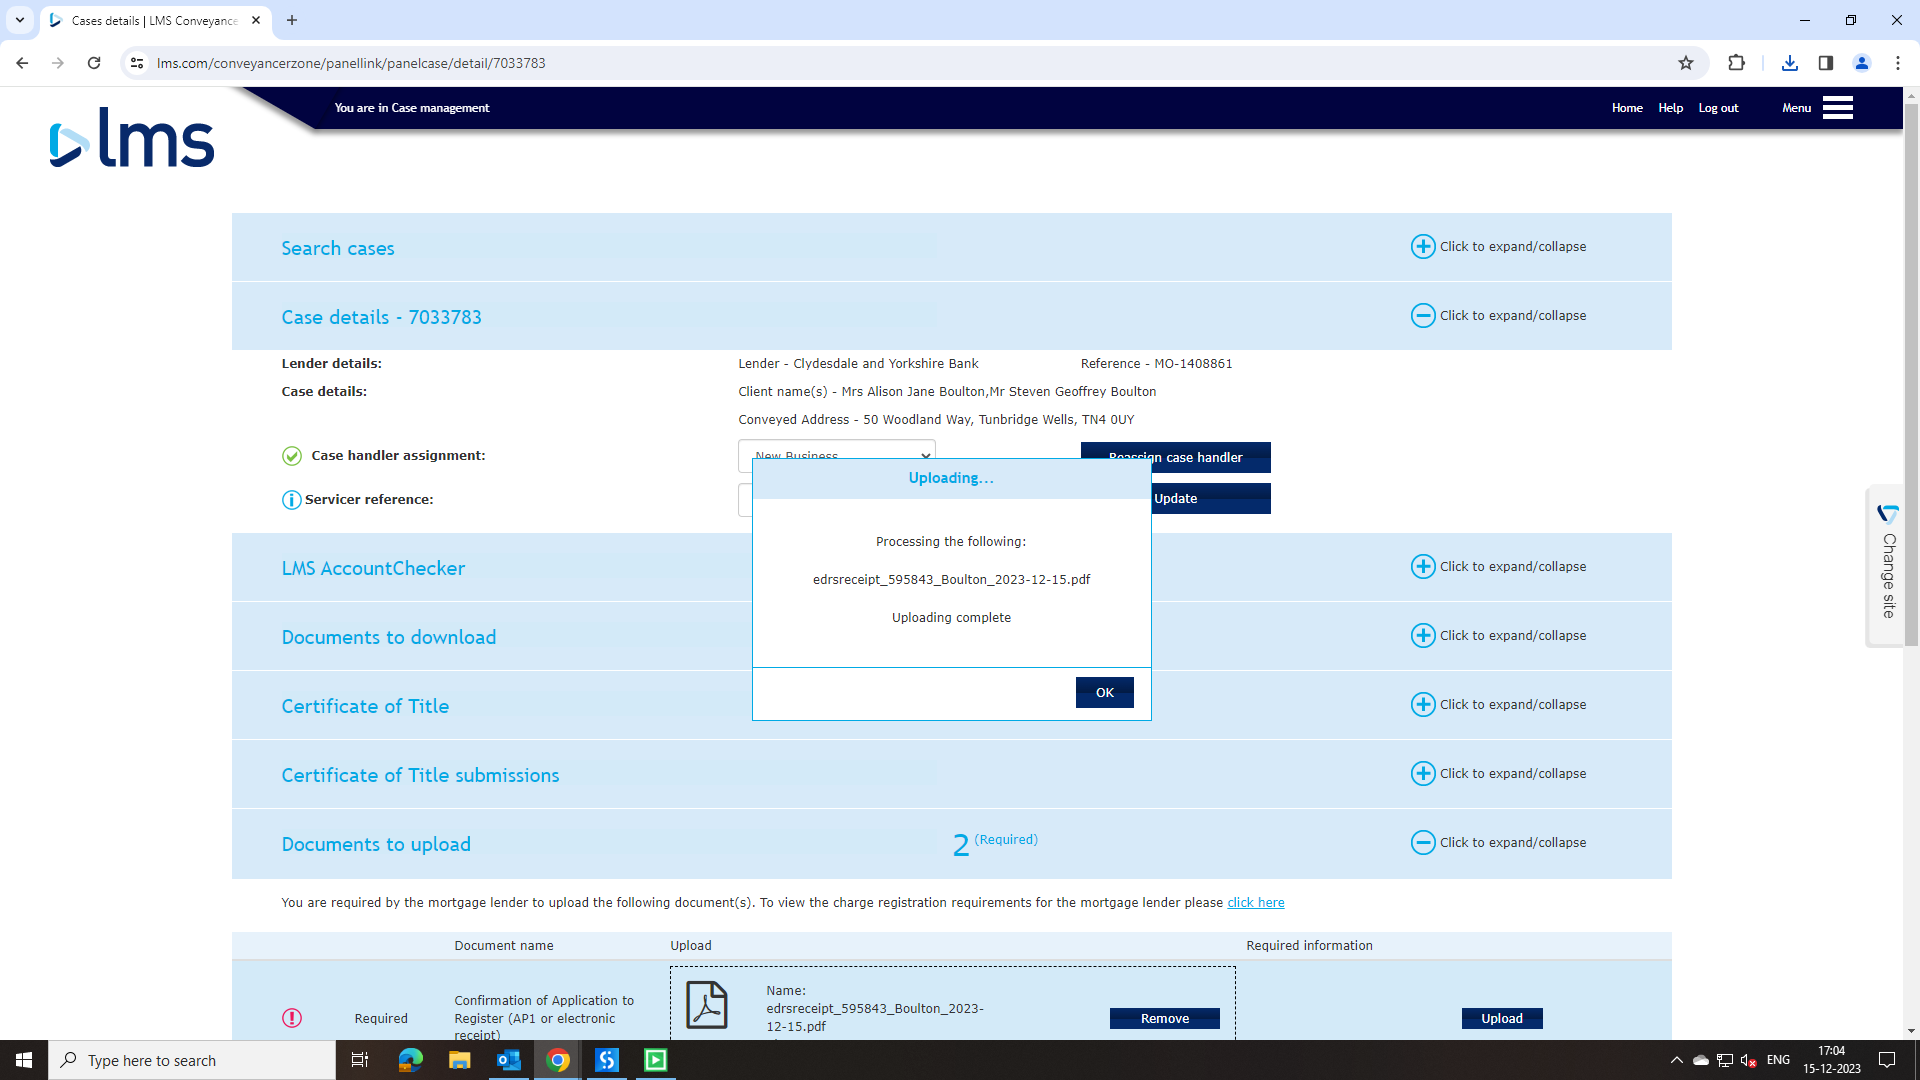 Cases details | LMS Conveyance
lms.com/conveyancerzone/panellink/panelcase/detail/7033783
You are in Case management
Home
Help
Log out
Menu
lms
Search cases
Click to expand/collapse
Case details - 7033783
Click to expand/collapse
Lender details:
Lender - Clydesdale and Yorkshire Bank
Reference - MO-1408861
Case details:
Client name(s) - Mrs Alison Jane Boulton,Mr Steven Geoffrey Boulton
Conveyed Address - 50 Woodland Way, Tunbridge Wells, TN4 0UY
Case handler assignment:
New Business
Reassign case handler
Servicer reference:
Update
Uploading...
Processing the following:
edrsreceipt_595843_Boulton_2023-12-15.pdf
Uploading complete
OK
Change site
LMS AccountChecker
Click to expand/collapse
Documents to download
Click to expand/collapse
Certificate of Title
Click to expand/collapse
Certificate of Title submissions
Click to expand/collapse
Documents to upload
2 (Required)
Click to expand/collapse
You are required by the mortgage lender to upload the following document(s). To view the charge registration requirements for the mortgage lender please click here
Document name
Upload
Required information
Required
Confirmation of Application to
Register (AP1 or electronic
receipt)
Name:
edrsreceipt_595843_Boulton_2023-
12-15.pdf
Remove
Upload
Type here to search
ENG
17:04
15-12-2023